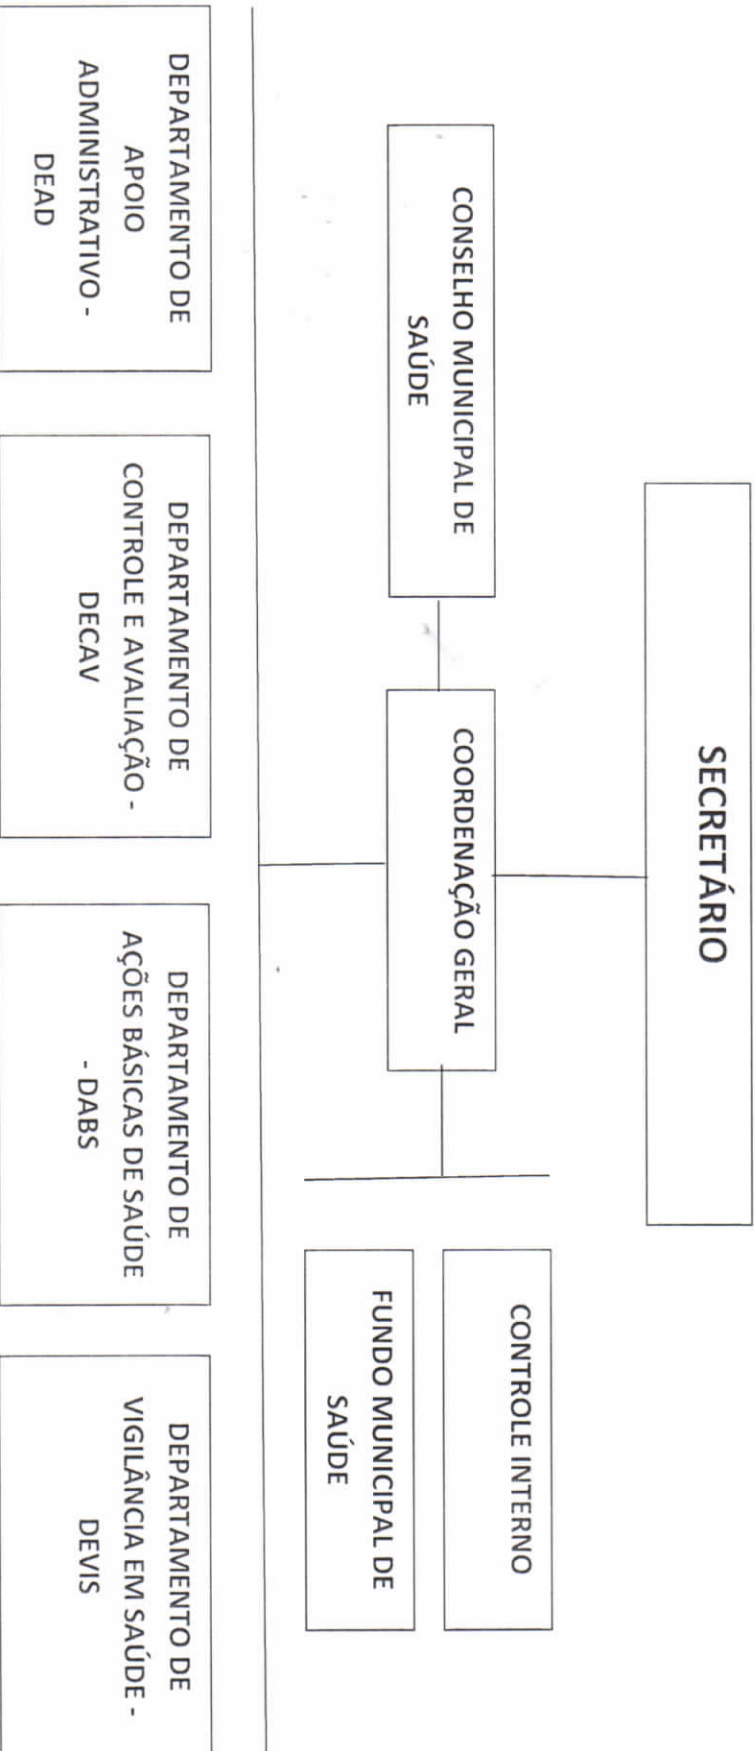 SECRETÁRIO
CONSELHO MUNICIPAL DE
SAÚDE
COORDENAÇÃO GERAL
CONTROLE INTERNO
FUNDO MUNICIPAL DE
SAÚDE
DEPARTAMENTO DE
APOIO
ADMINISTRATIVO -
DEAD
DEPARTAMENTO DE
CONTROLE E AVALIAÇÃO -
DECAV
DEPARTAMENTO DE
AÇÕES BÁSICAS DE SAÚDE
- DABS
DEPARTAMENTO DE
VIGILÂNCIA EM SAÚDE -
DEVIS